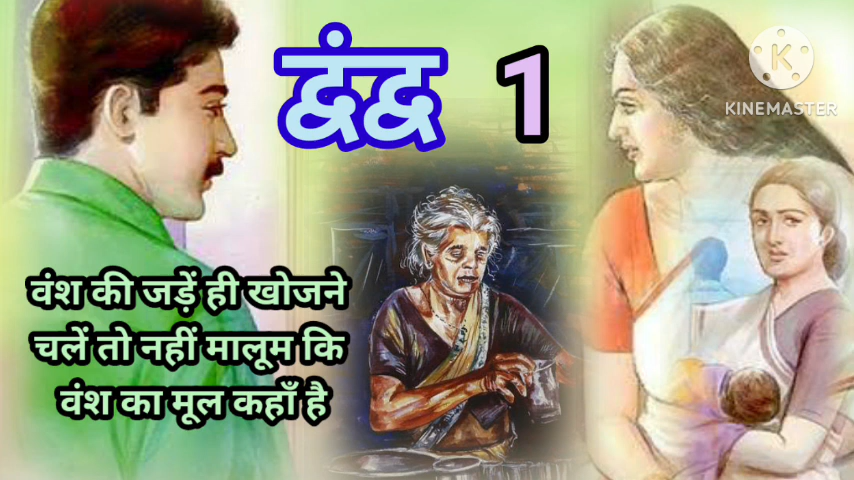 द्वंद्व 1
KINEMASTER
वंश की जड़ें ही खोजने
चलें तो नहीं मालूम कि
वंश का मूल कहाँ है